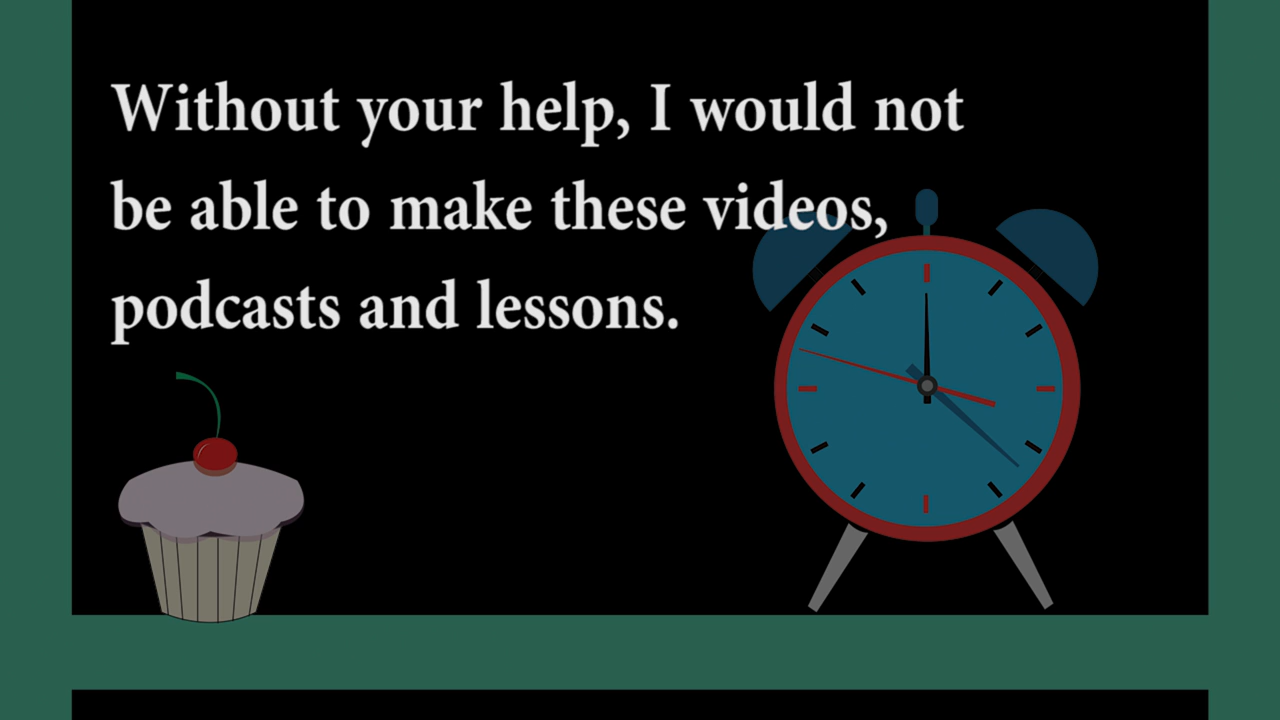 Without your help, I would not
be able to make these videos,
podcasts and lessons.